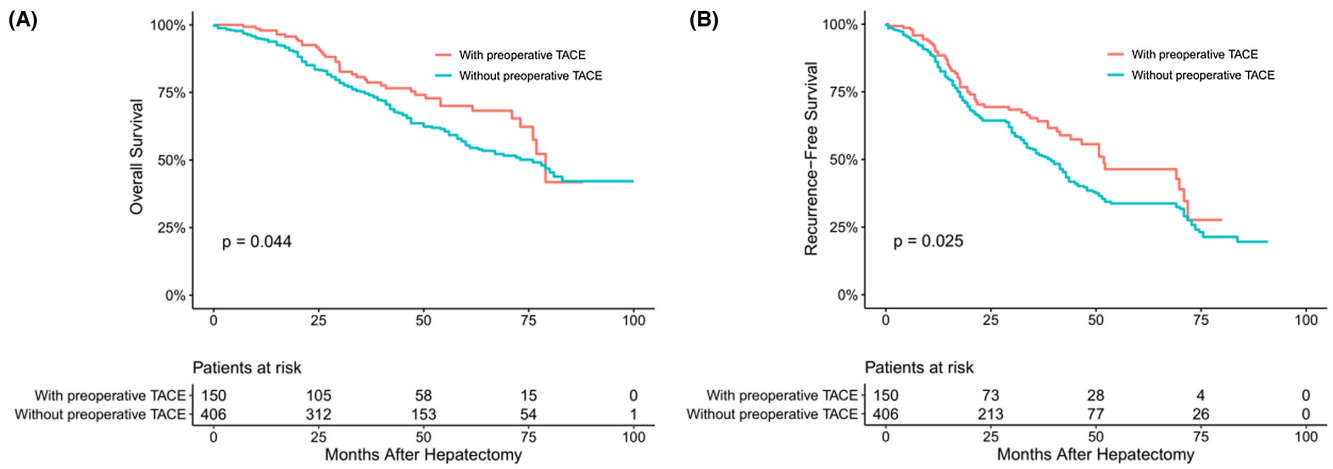 (A)
Overall Survival
100%
75%
50%
25%
0%
With preoperative TACE
Without preoperative TACE
p = 0.044
0 25 50 75 100
Patients at risk
With preoperative TACE 150 105 58 15 0
Without preoperative TACE 406 312 153 54 1
0 25 50 75 100
Months After Hepatectomy
(B)
Recurrence−Free Survival
100%
75%
50%
25%
0%
With preoperative TACE
Without preoperative TACE
p = 0.025
0 25 50 75 100
Patients at risk
With preoperative TACE 150 73 28 4 0
Without preoperative TACE 406 213 77 26 0
0 25 50 75 100
Months After Hepatectomy